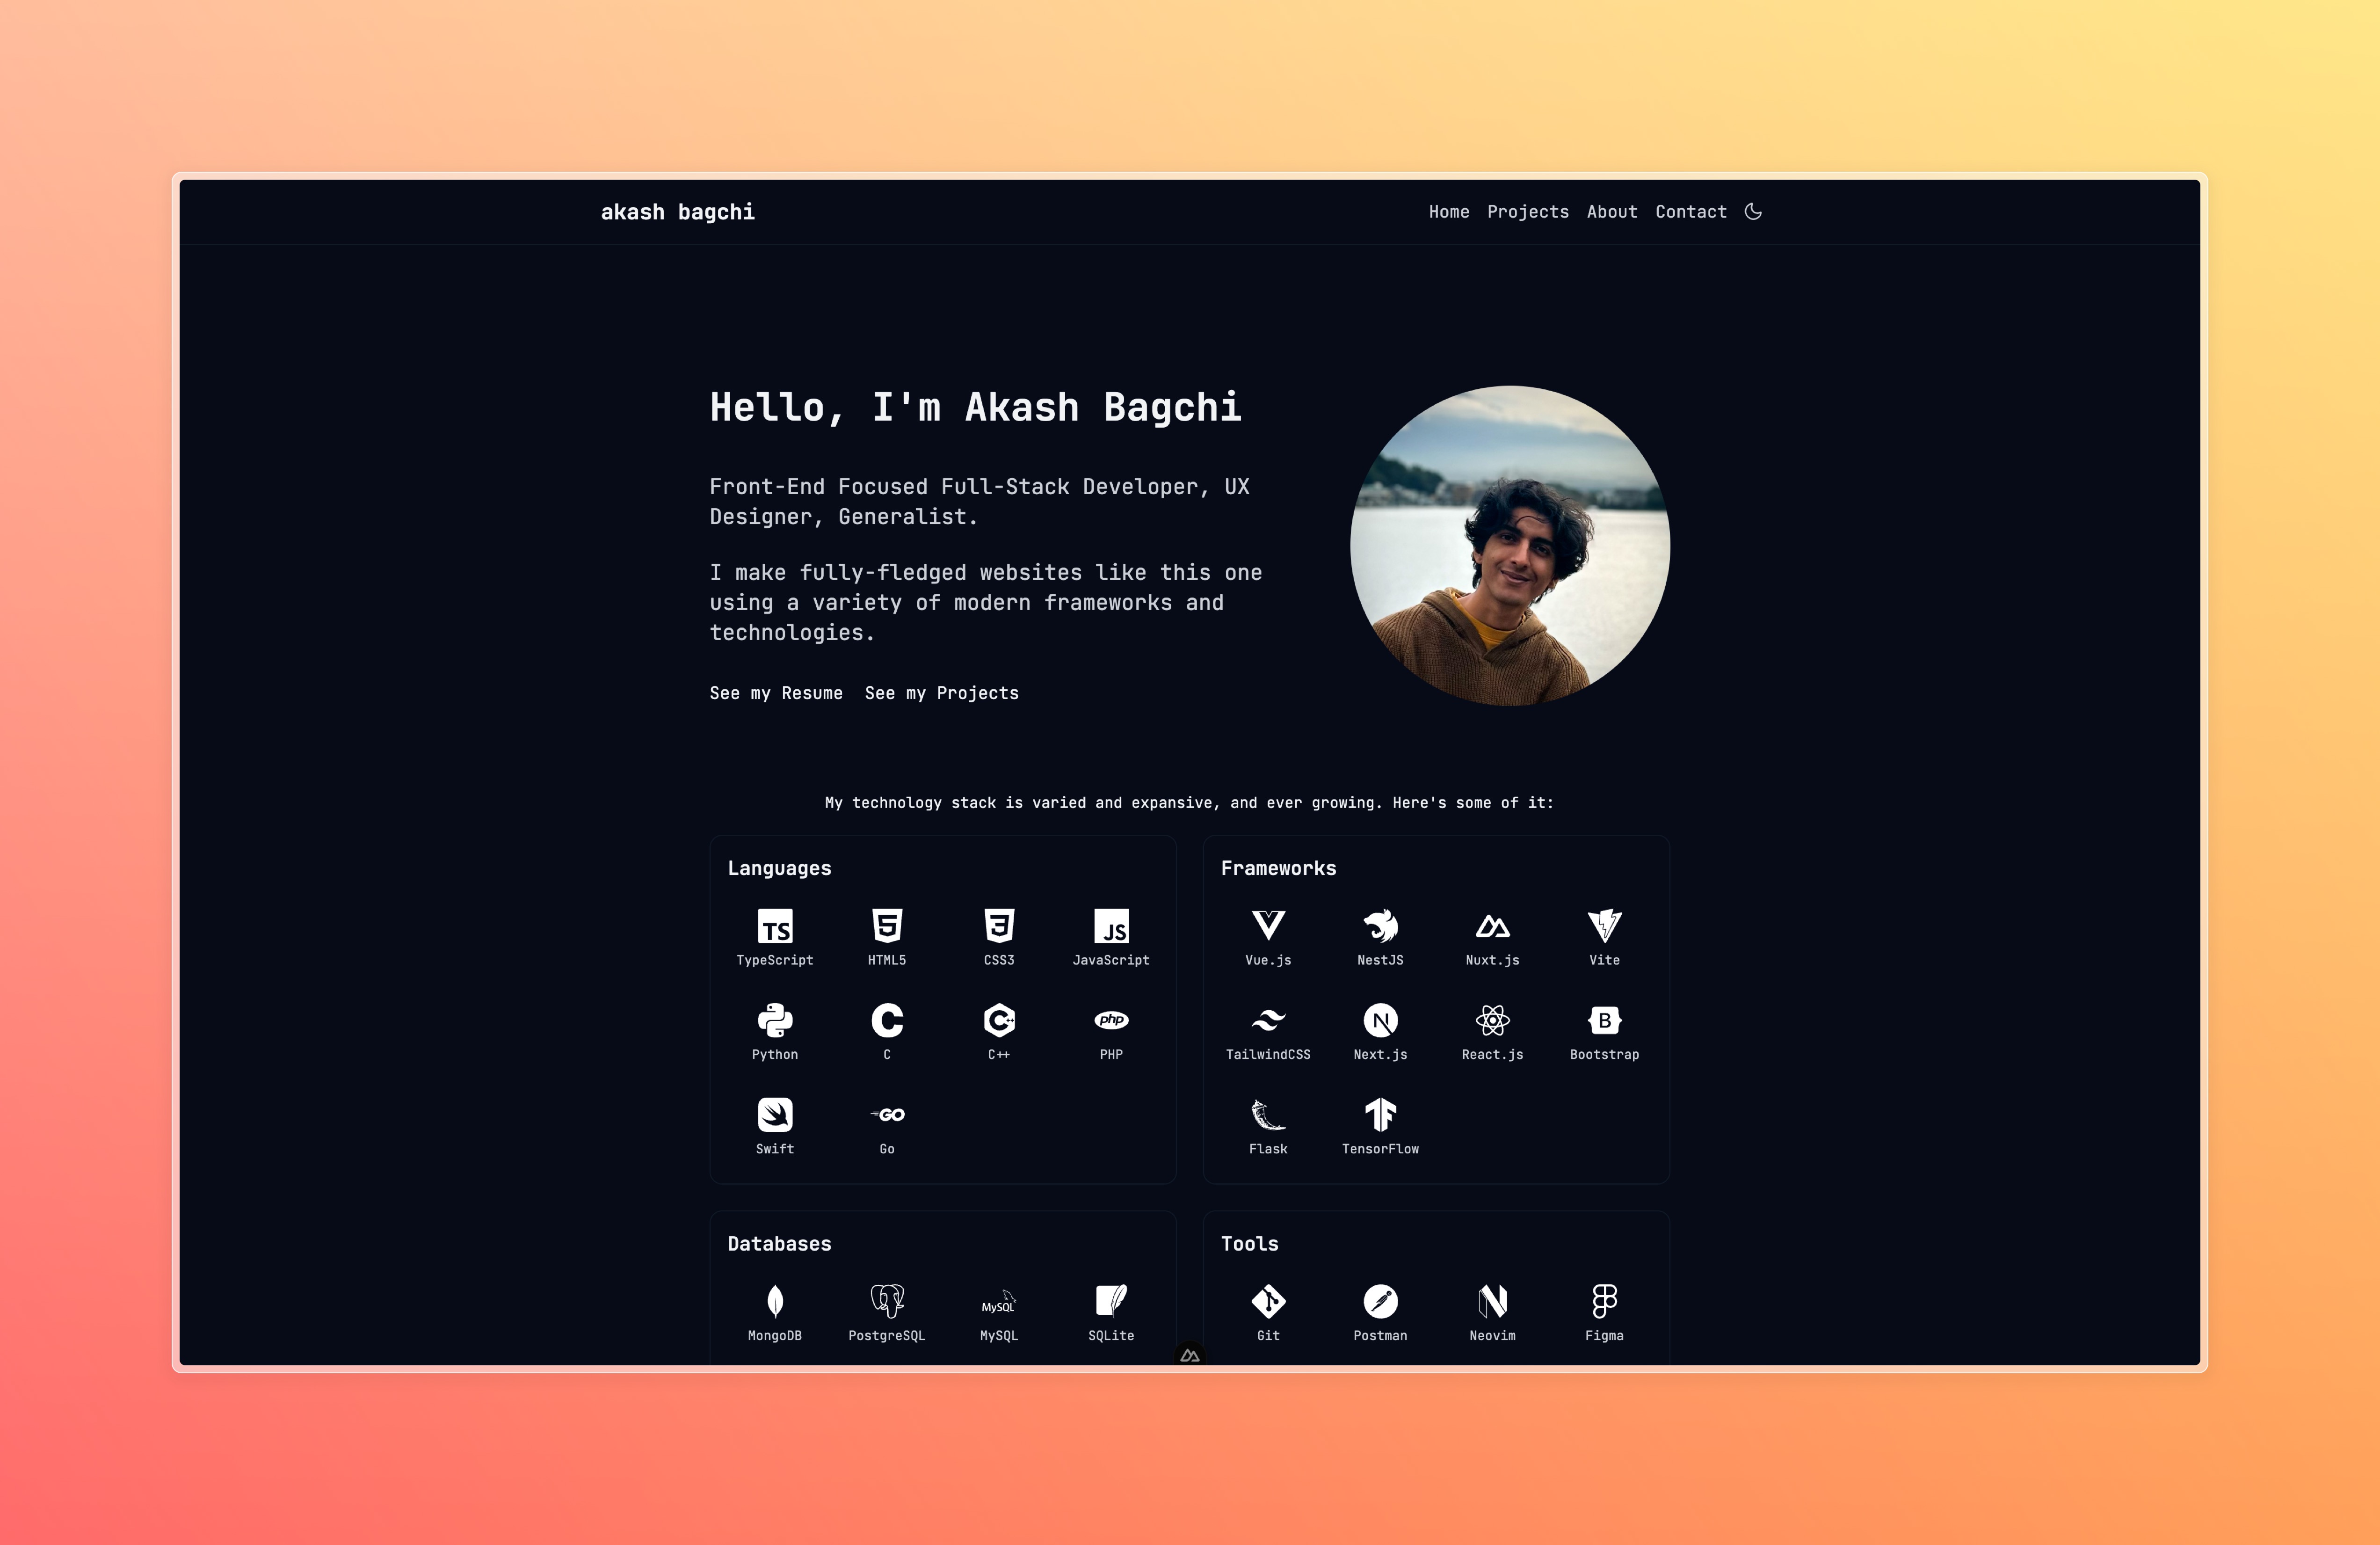 akash bagchi
Home Projects About Contact
Hello, I'm Akash Bagchi
Front-End Focused Full-Stack Developer, UX
Designer, Generalist.
I make fully-fledged websites like this one
using a variety of modern frameworks and
technologies.
See my Resume See my Projects
My technology stack is varied and expansive, and ever growing. Here's some of it:
Languages
TS 5 3 JS
TypeScript HTML5 CSS3 JavaScript
C C++ php
Python C C++ PHP
GO
Swift Go
Frameworks
Vue.js NestJS Nuxt.js Vite
N B
TailwindCSS Next.js React.js Bootstrap
Flask TensorFlow
Databases
MySQL
MongoDB PostgreSQL MySQL SQLite
Tools
Git Postman Neovim Figma